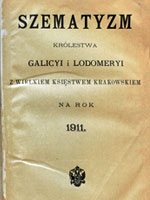 SZEMATYZM
KRÓLESTWA
GALICYI i LODOMERYI
Z WIELKIEM KSIĘSTWEM KRAKOWSKIEM
NA ROK
1911.